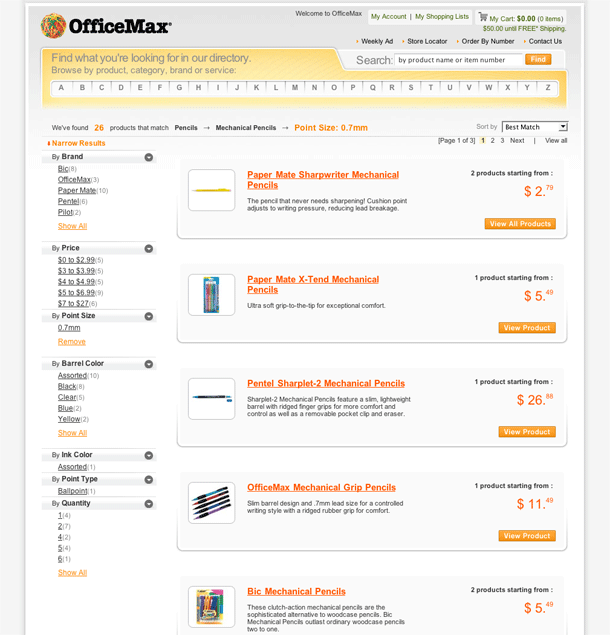 Welcome to OfficeMax
My Account | My Shopping Lists
My Cart: $0.00 (0 items)
$50.00 until FREE* Shipping.
OfficeMax®
Weekly Ad
Store Locator
Order By Number
Contact Us
Find what you're looking for in our directory.
Browse by product, category, brand or service:
Search: by product name or item number Find
A B C D E F G H I J K L M N O P Q R S T U V W X Y Z
We've found 26 products that match Pencils → Mechanical Pencils → Point Size: 0.7mm
Sort by Best Match
Narrow Results
[Page 1 of 3] 1 2 3 Next | View all
By Brand
Bic(8)
OfficeMax(3)
Paper Mate(10)
Pentel(6)
Pilot(2)
Show All
By Price
$0 to $2.99(5)
$3 to $3.99(5)
$4 to $4.99(5)
$5 to $6.99(9)
$7 to $27(6)
By Point Size
0.7mm
Remove
By Barrel Color
Assorted(10)
Black(8)
Clear(5)
Blue(2)
Yellow(2)
Show All
By Ink Color
Assorted(1)
By Point Type
Ballpoint(1)
By Quantity
1(4)
2(7)
4(2)
5(4)
6(1)
Show All
Paper Mate Sharpwriter Mechanical
Pencils
The pencil that never needs sharpening! Cushion point
adjusts to writing pressure, reducing lead breakage.
2 products starting from :
$ 2.79
View All Products
Paper Mate X-Tend Mechanical
Pencils
Ultra soft grip-to-the-tip for exceptional comfort.
1 product starting from :
$ 5.49
View Product
Pentel Sharplet-2 Mechanical Pencils
Sharplet-2 Mechanical Pencils feature a slim, lightweight
barrel with ridged finger grips for more comfort and
control as well as a removable pocket clip and eraser.
1 product starting from :
$ 26.88
View Product
OfficeMax Mechanical Grip Pencils
Slim barrel design and .7mm lead size for a controlled
writing style with a ridged rubber grip for comfort.
1 product starting from :
$ 11.49
View Product
Bic Mechanical Pencils
These clutch-action mechanical pencils are the
sophisticated alternative to woodcase pencils. Bic
Mechanical Pencils outlast ordinary woodcase pencils
two to one.
2 products starting from :
$ 5.49